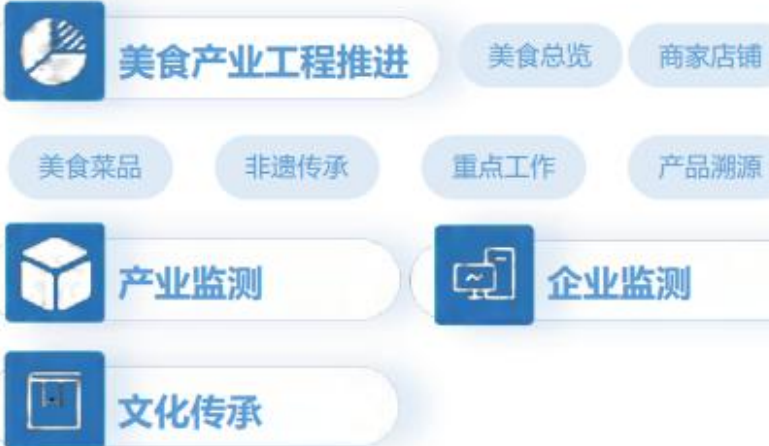 美食产业工程推进 美食总览 商家店铺
美食菜品 非遗传承 重点工作 产品溯源
产业监测 企业监测
文化传承